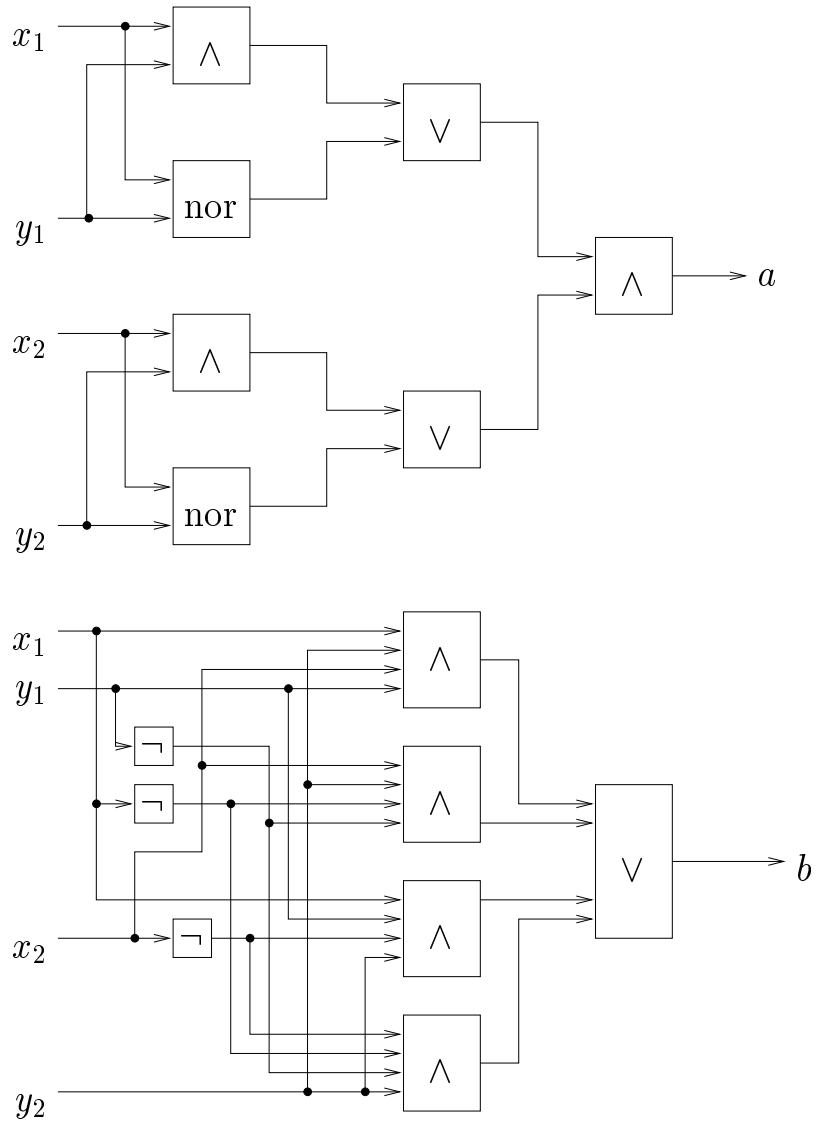 x₁
∧
∨
nor
y₁
a
∧
x₂
∧
∨
nor
y₂
x₁
∧
y₁
¬
¬
∧
∨
b
x₂
¬
∧
∧
y₂